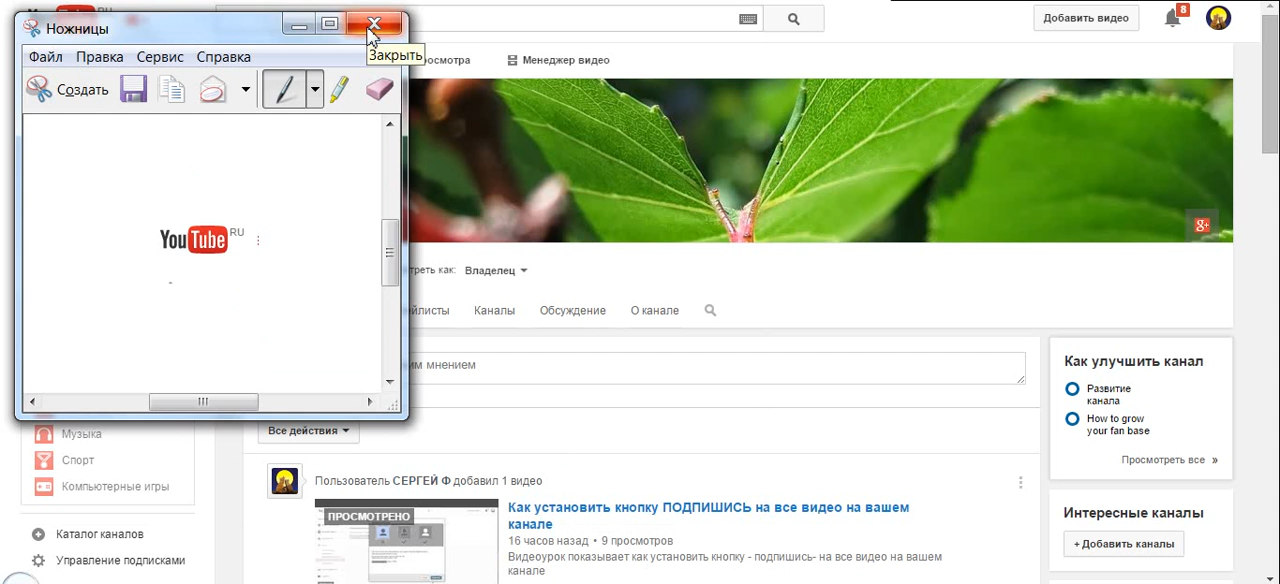 Ножницы
Закрыть
Файл Правка Сервис Справка
Создать
YouTube RU
RU
Добавить видео
8
осмотра Менеджер видео
g+
реть как: Владелец
йлисты Каналы Обсуждение О канале
им мнением
Как улучшить канал
Развитие
канала
How to grow
your fan base
Просмотреть все »
Музыка
Спорт
Компьютерные игры
Каталог каналов
Управление подписками
Все действия
Пользователь СЕРГЕЙ Ф добавил 1 видео
ПРОСМОТРЕНО
Как установить кнопку ПОДПИШИСЬ на все видео на вашем
канале
16 часов назад • 9 просмотров
Видеоурок показывает как установить кнопку - подпишись- на все видео на вашем
канале
Интересные каналы
+ Добавить каналы